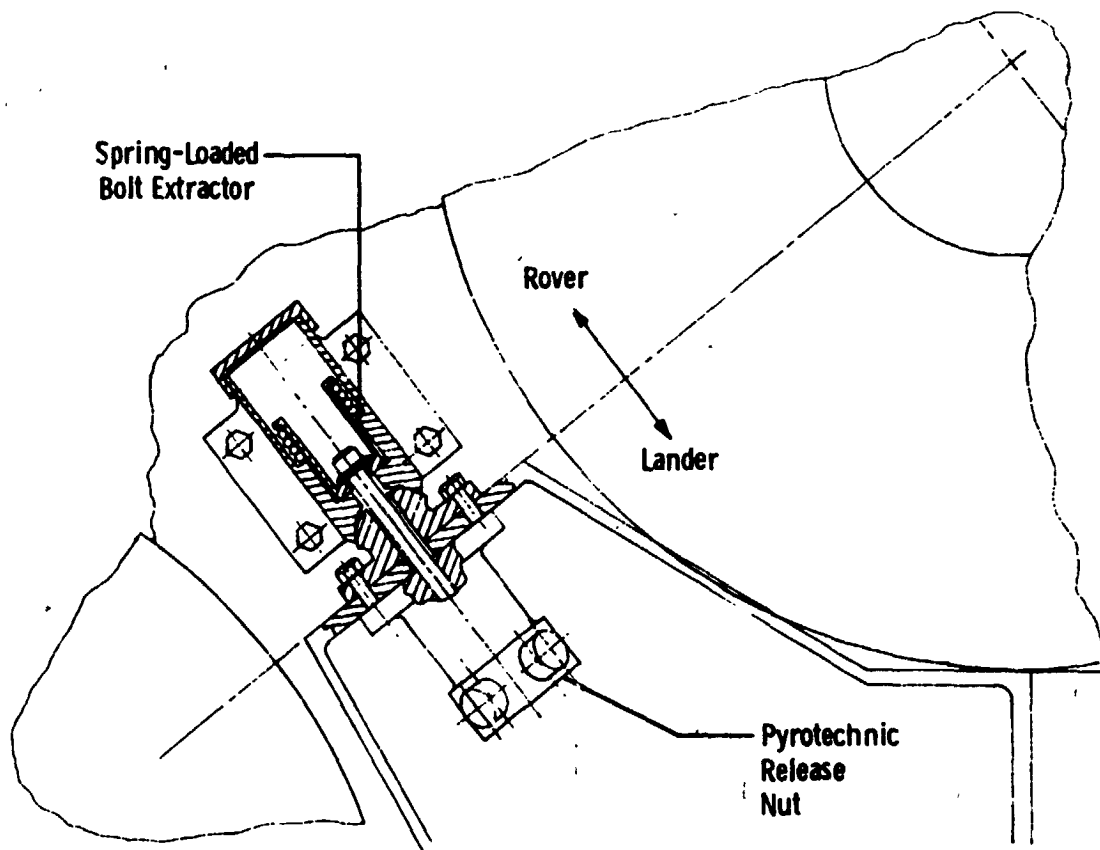 Spring-Loaded
Bolt Extractor
Rover
Lander
Pyrotechnic
Release
Nut